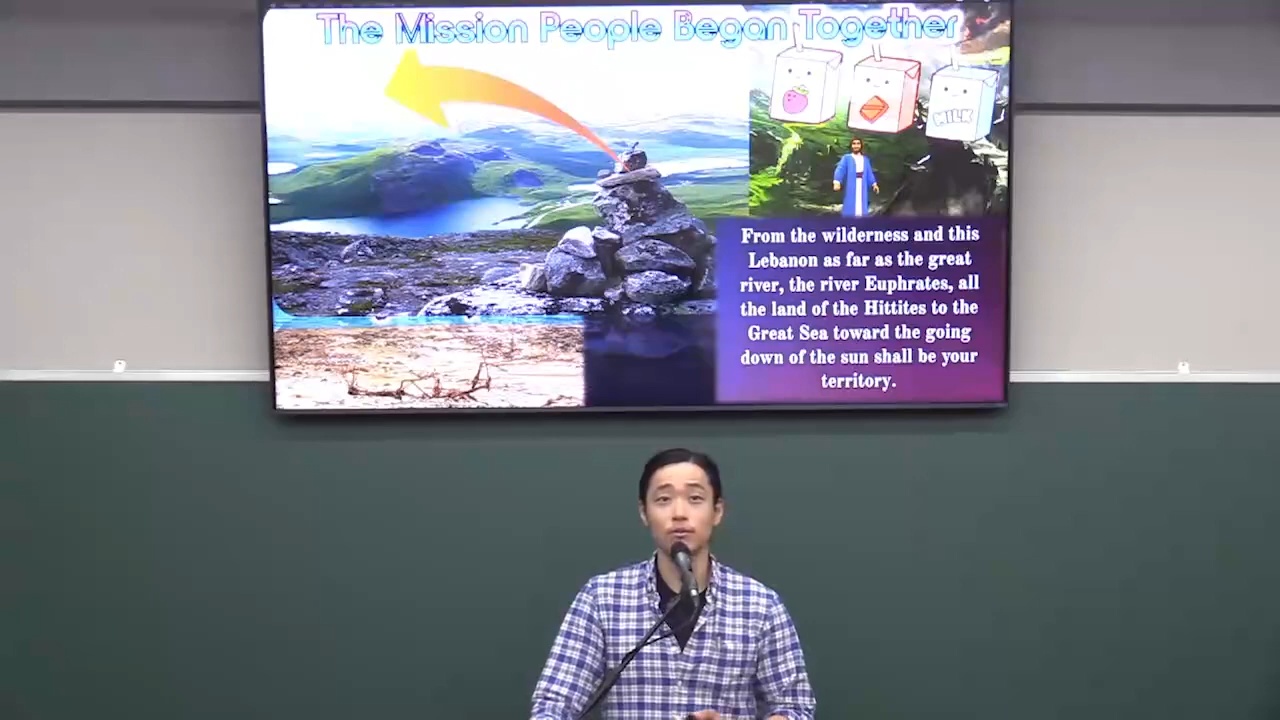 The Mission People Began Together
MILK
From the wilderness and this
Lebanon as far as the great
river, the river Euphrates, all
the land of the Hittites to the
Great Sea toward the going
down of the sun shall be your
territory.